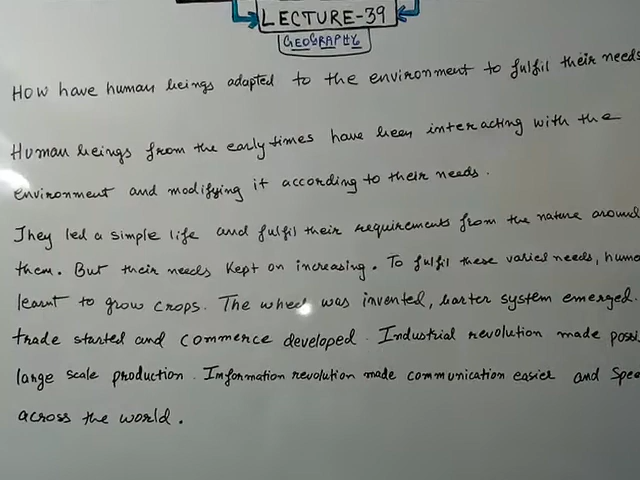 LECTURE-39
GEOGRAPHY
How have human beings adapted to the environment to fulfil their needs
Human beings from the early times have been interacting with the
environment and modifying it according to their needs.
They led a simple life and fulfil their requirements from the nature around
them. But their needs kept on increasing. To fulfil these varied needs, huma
learnt to grow crops. The wheel was invented, barter system emerged.
trade started and commerce developed. Industrial revolution made possi
large scale production. Information revolution made communication easier and spee
across the world.